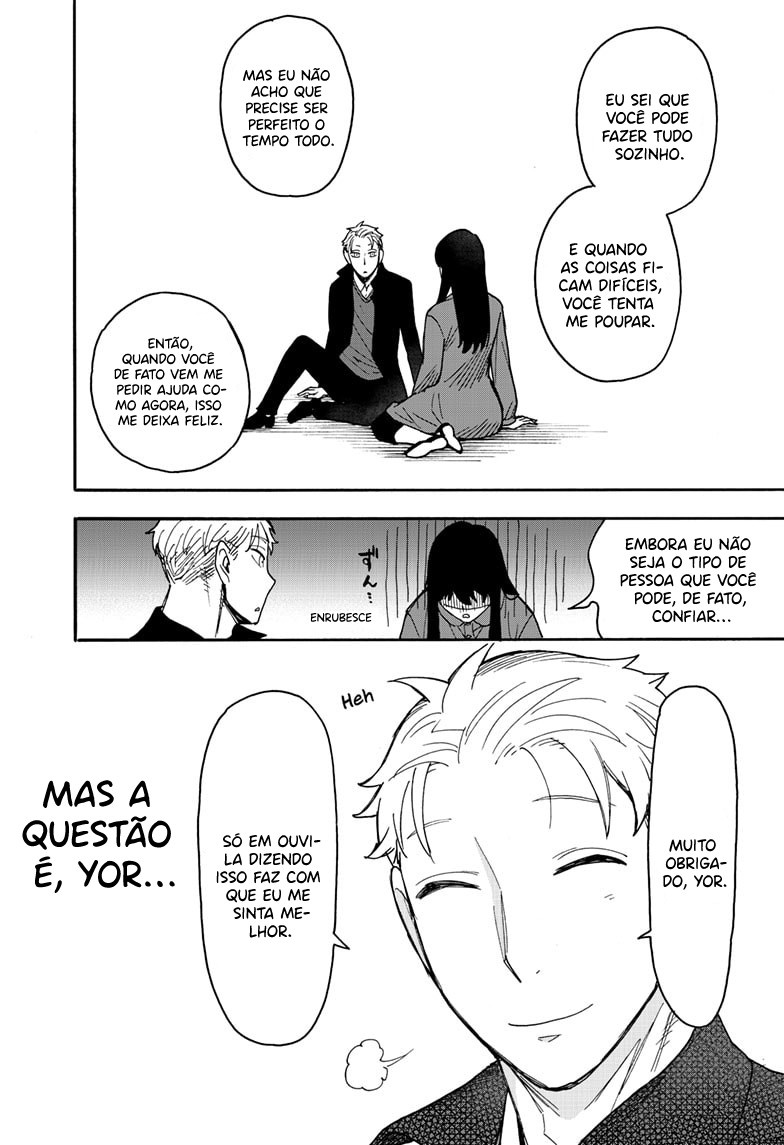 EU SEI QUE
VOCÊ PODE
FAZER TUDO
SOZINHO.
E QUANDO
AS COISAS FI-
CAM DIFÍCEIS,
VOCÊ TENTA
ME POUPAR.
MAS EU NÃO
ACHO QUE
PRECISE SER
PERFEITO O
TEMPO TODO.
ENTÃO,
QUANDO VOCÊ
DE FATO VEM ME
PEDIR AJUDA CO-
MO AGORA, ISSO
ME DEIXA FELIZ.
EMBORA EU NÃO
SEJA O TIPO DE
PESSOA QUE VOCÊ
PODE, DE FATO,
CONFIAR...
ずん…
ENRUBESCE
Heh
MUITO
OBRIGA-
DO, YOR.
SÓ EM OUVI-
LA DIZENDO
ISSO FAZ COM
QUE EU ME
SINTA ME-
LHOR.
MAS A
QUESTÃO
É, YOR...